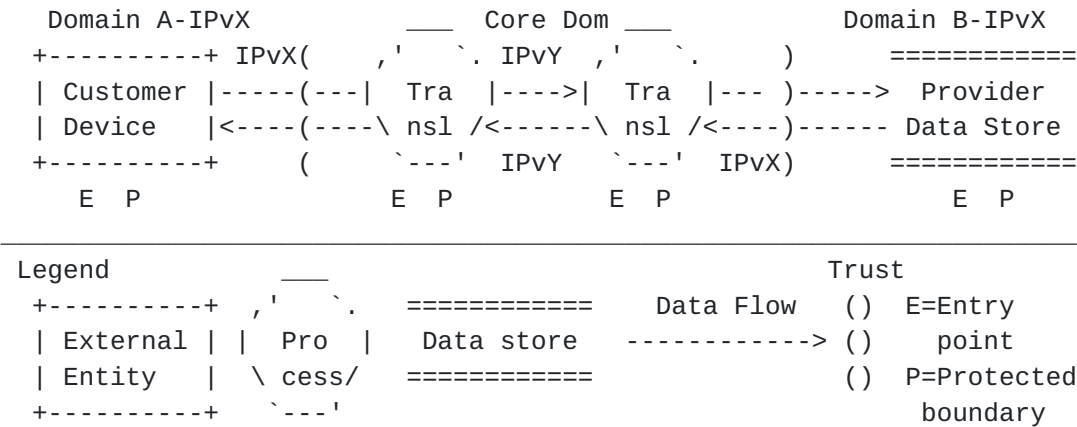 Domain A-IPvX          ___   Core Dom ___           Domain B-IPvX
  +----------+ IPvX(    ,'   `. IPvY  ,'   `.     )      ============
  | Customer |-----(---|  Tra  |---->|  Tra  |--- )----->  Provider
  | Device   |<----(----\ nsl /<------\ nsl /<----)------ Data Store
  +----------+     (     `---'  IPvY   `---'  IPvX)      ============
     E  P                E  P          E  P                  E  P
_____________________________________________________________________
 Legend           ___                                Trust
  +----------+  ,'   `.   ============    Data Flow   ()  E=Entry
  | External | |  Pro  |   Data store   ------------> ()    point
  | Entity   |  \ cess/   ============                ()  P=Protected
  +----------+   `---'                                     boundary